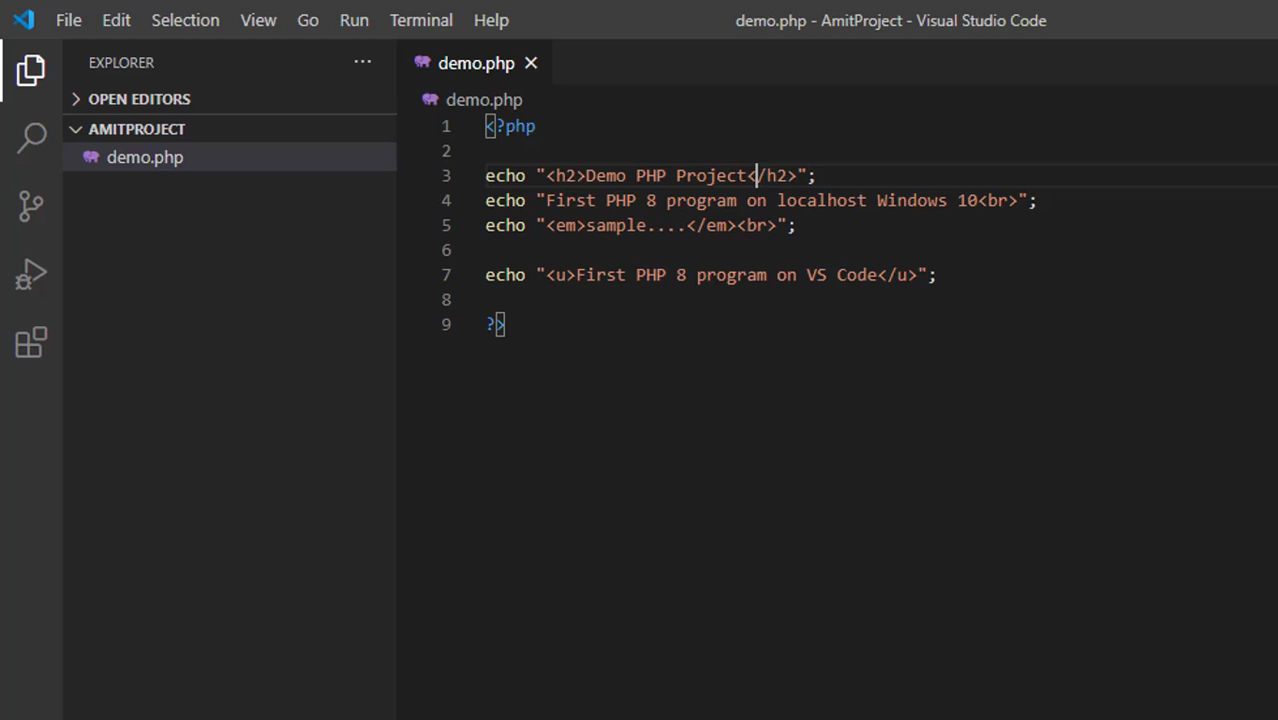 File Edit Selection View Go Run Terminal Help demo.php - AmitProject - Visual Studio Code
EXPLORER ...
OPEN EDITORS
AMITPROJECT
demo.php
demo.php
demo.php
1 <?php
2
3 echo "<h2>Demo PHP Project</h2>";
4 echo "First PHP 8 program on localhost Windows 10<br>";
5 echo "<em>sample....</em><br>";
6
7 echo "<u>First PHP 8 program on VS Code</u>";
8
9 ?>